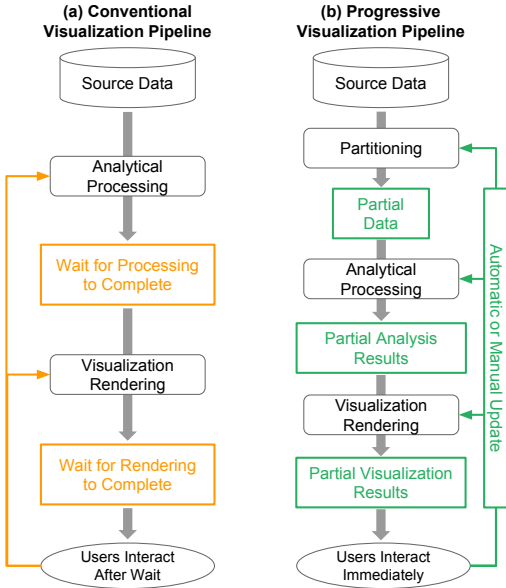 (a) Conventional
Visualization Pipeline
Source Data
Analytical
Processing
Wait for Processing
to Complete
Visualization
Rendering
Wait for Rendering
to Complete
Users Interact
After Wait
(b) Progressive
Visualization Pipeline
Source Data
Partitioning
Partial
Data
Analytical
Processing
Partial Analysis
Results
Visualization
Rendering
Partial Visualization
Results
Users Interact
Immediately
Automatic or Manual Update